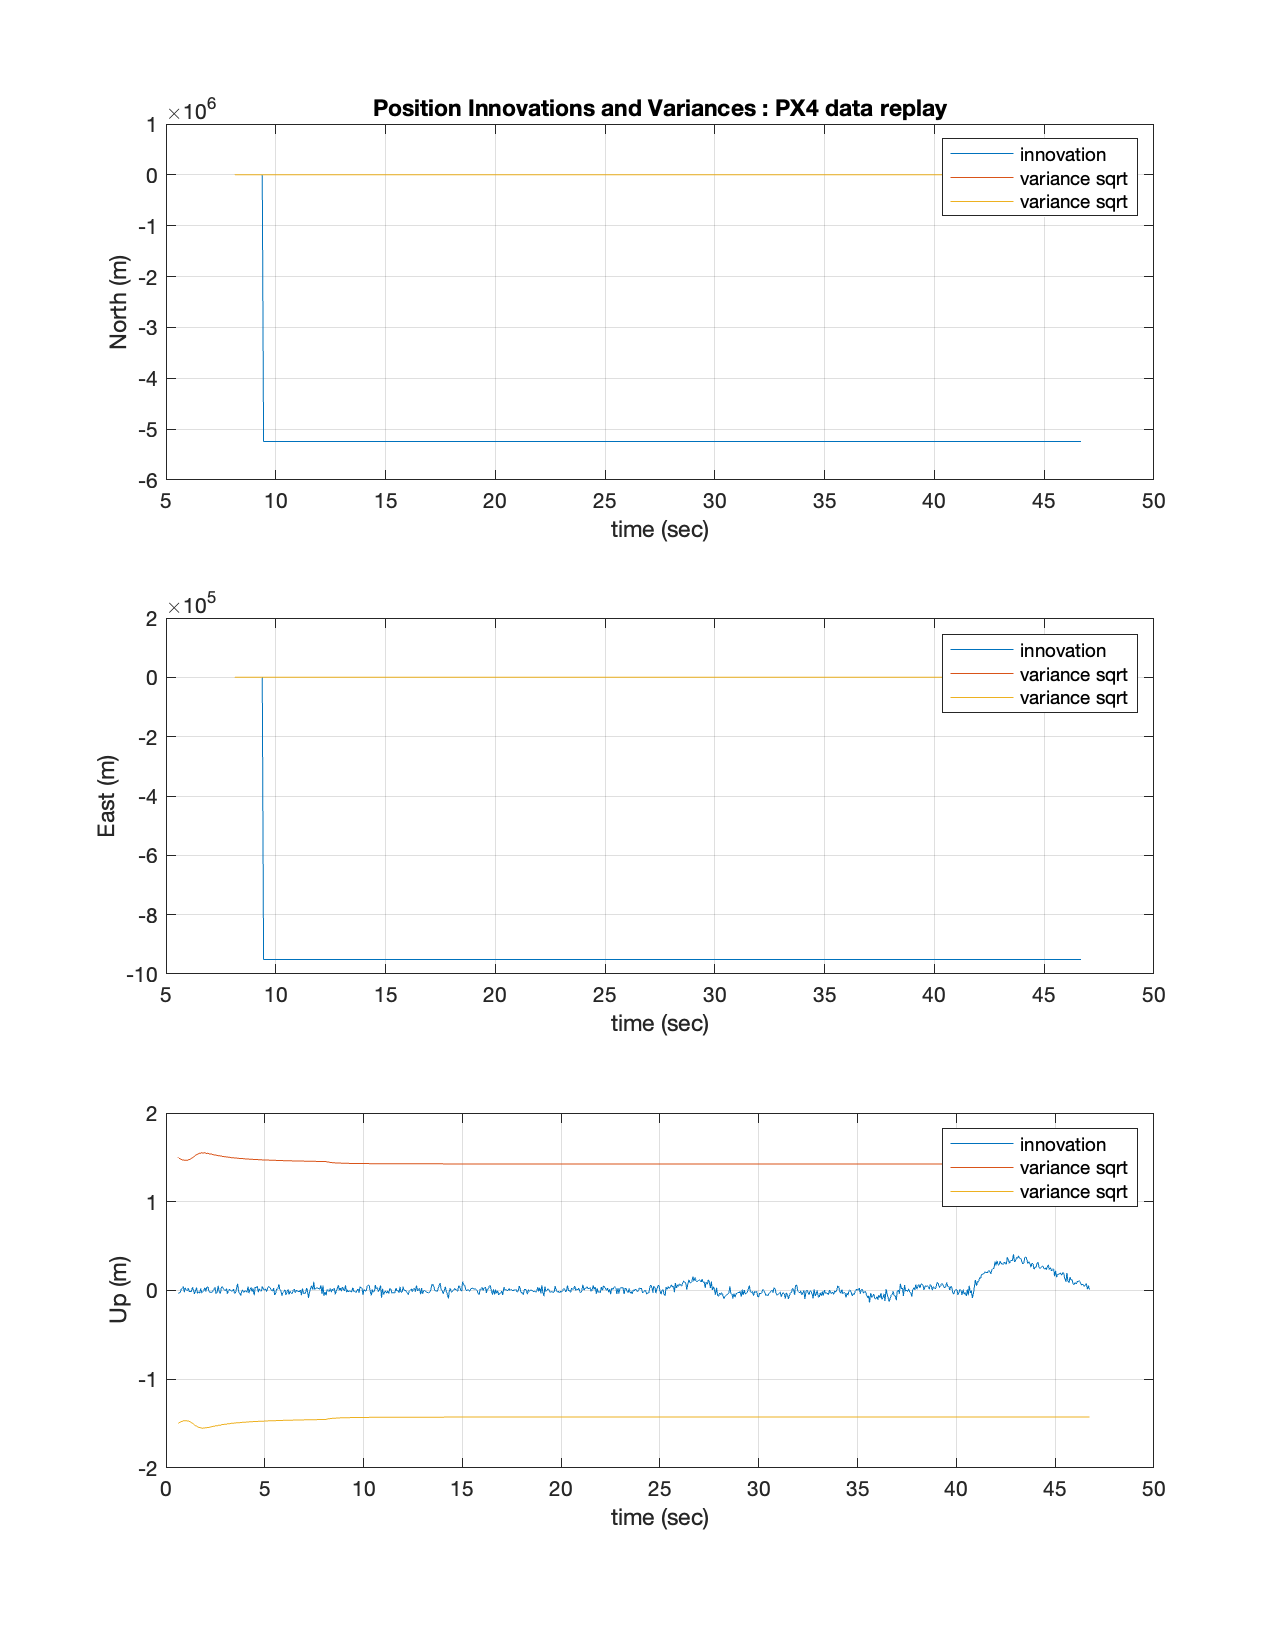 ×10^6
Position Innovations and Variances : PX4 data replay
1
0
-1
-2
-3
-4
-5
-6
North (m)
innovation
variance sqrt
variance sqrt
5 10 15 20 25 30 35 40 45 50
time (sec)
×10^5
2
0
-2
-4
-6
-8
-10
East (m)
innovation
variance sqrt
variance sqrt
5 10 15 20 25 30 35 40 45 50
time (sec)
2
1
0
-1
-2
Up (m)
innovation
variance sqrt
variance sqrt
0 5 10 15 20 25 30 35 40 45 50
time (sec)